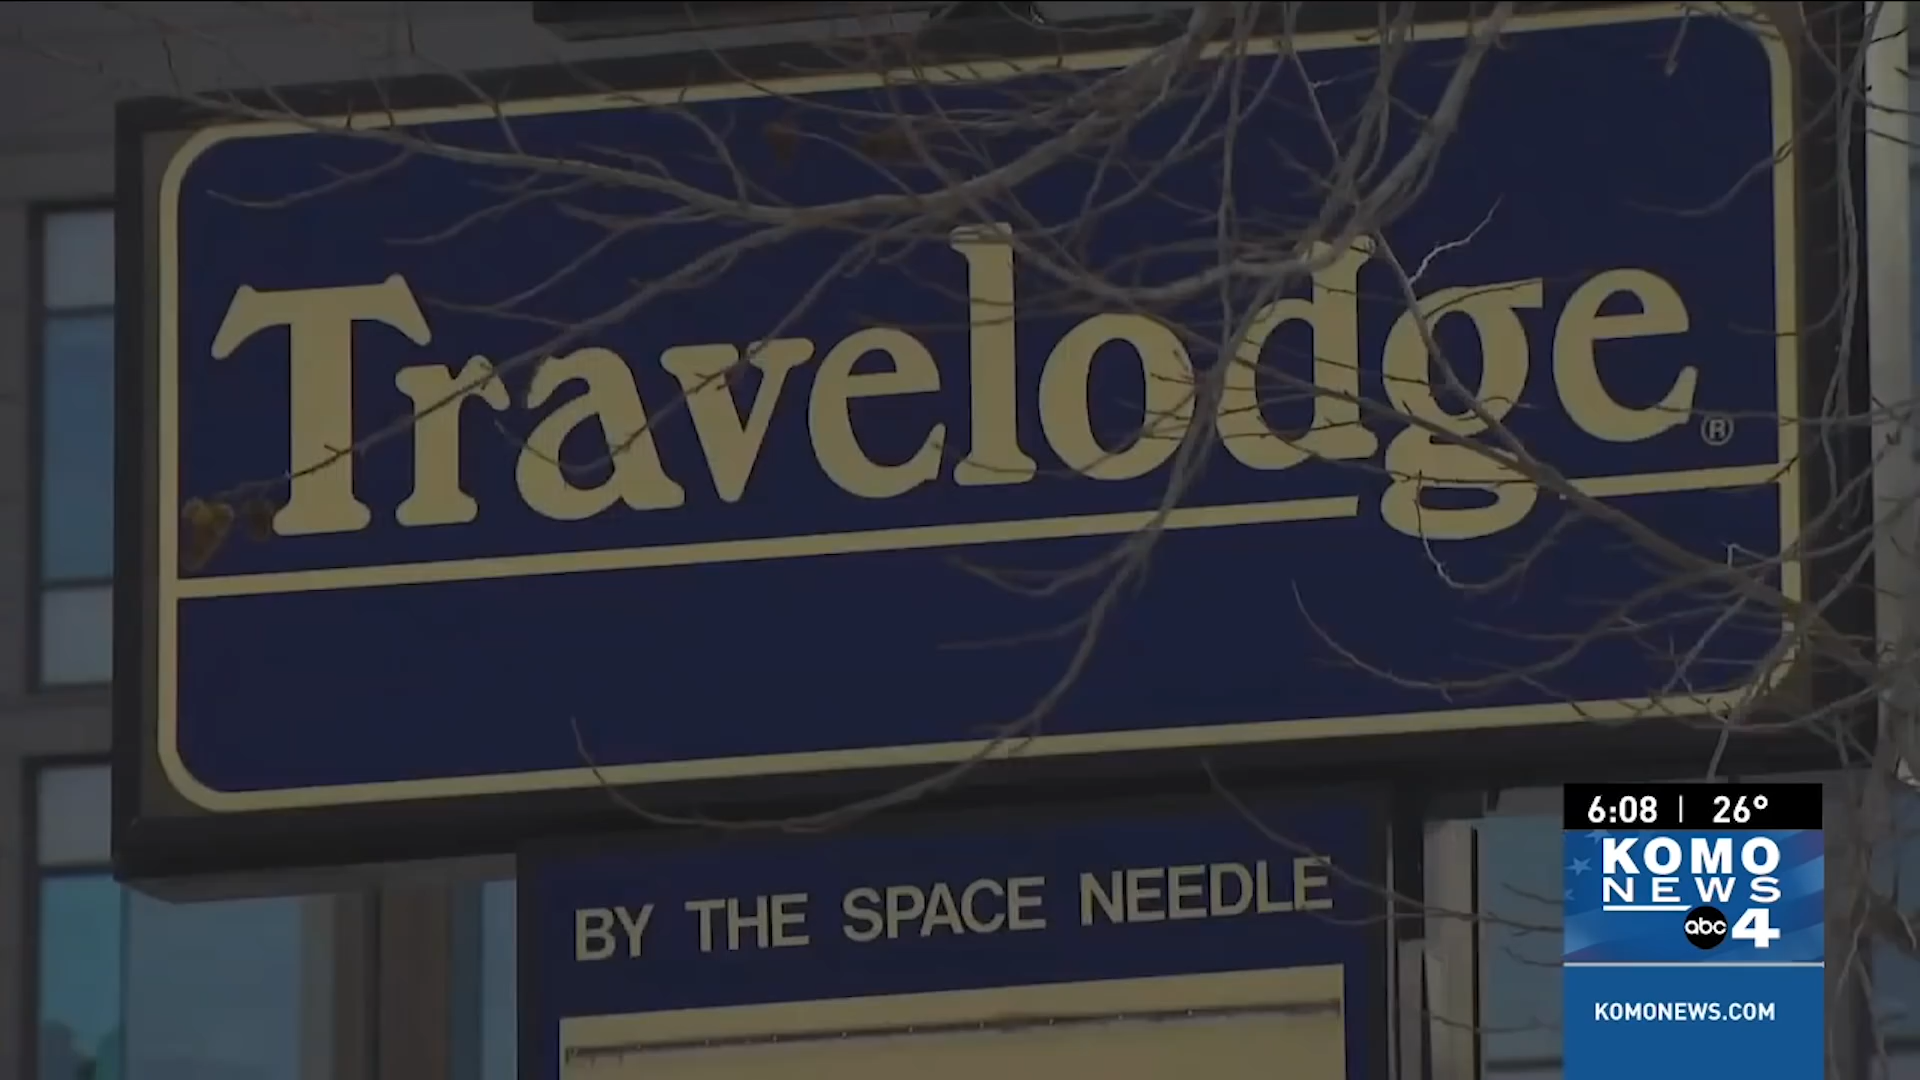 Travelodge®
BY THE SPACE NEEDLE
6:08 | 26°
KOMO
NEWS
abc 4
KOMONEWS.COM